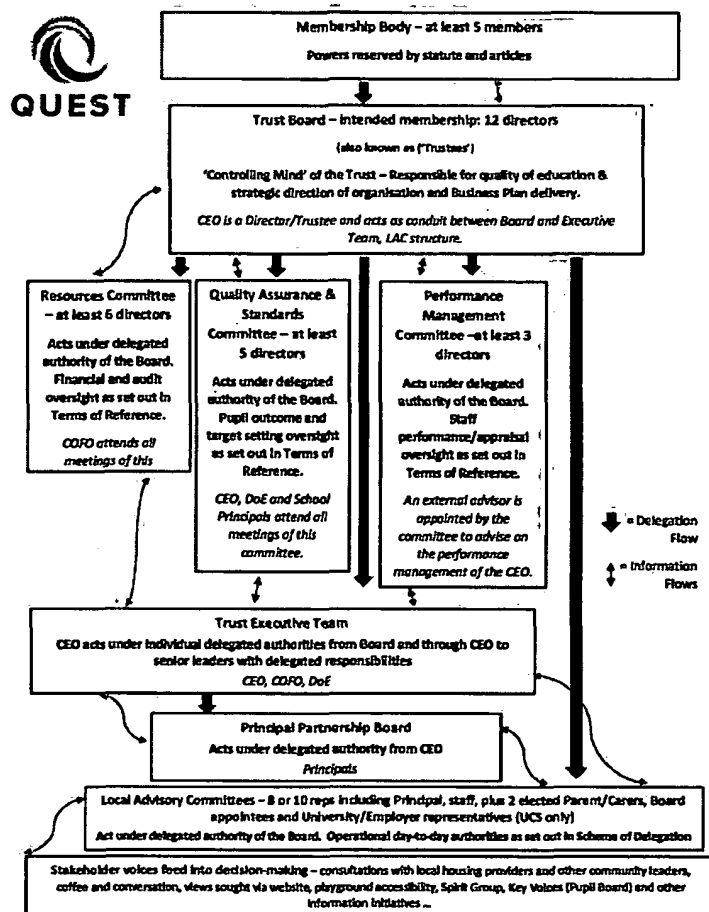 Membership Body – at least 5 members
Powers reserved by statute and articles
QUEST
Trust Board – intended membership: 12 directors
(also known as ('Trustees')
'Controlling Mind' of the Trust – Responsible for quality of education &
strategic direction of organisation and Business Plan delivery.
CEO is a Director/Trustee and acts as conduit between Board and Executive
Team, LAC structure.
Resources Committee
– at least 6 directors
Acts under delegated
authority of the Board.
Financial and audit
oversight as set out in
Terms of Reference.
COFO attends all
meetings of this
Quality Assurance &
Standards
Committee – at least
5 directors
Acts under delegated
authority of the Board.
Pupil outcome and
target setting oversight
as set out in Terms of
Reference.
CEO, DoE and School
Principals attend all
meetings of this
committee.
Performance
Management
Committee –at least 3
directors
Acts under delegated
authority of the Board.
Staff
performance/appraisal
oversight as set out in
Terms of Reference.
An external advisor is
appointed by the
committee to advise on
the performance
management of the CEO.
= Delegation
Flow
= Information
Flows
Trust Executive Team
CEO acts under individual delegated authorities from Board and through CEO to
senior leaders with delegated responsibilities
CEO, COFO, DoE
Principal Partnership Board
Acts under delegated authority from CEO
Principals
Local Advisory Committees – 8 or 10 reps including Principal, staff, plus 2 elected Parent/Carers, Board
appointees and University/Employer representatives (UCS only)
Act under delegated authority of the Board. Operational day-to-day authorities as set out in Scheme of Delegation
Stakeholder voices feed into decision-making – consultations with local housing providers and other community leaders,
coffee and conversation, views sought via website, playground accessibility, Spirit Group, Key Voices (Pupil Board) and other
information initiatives ...